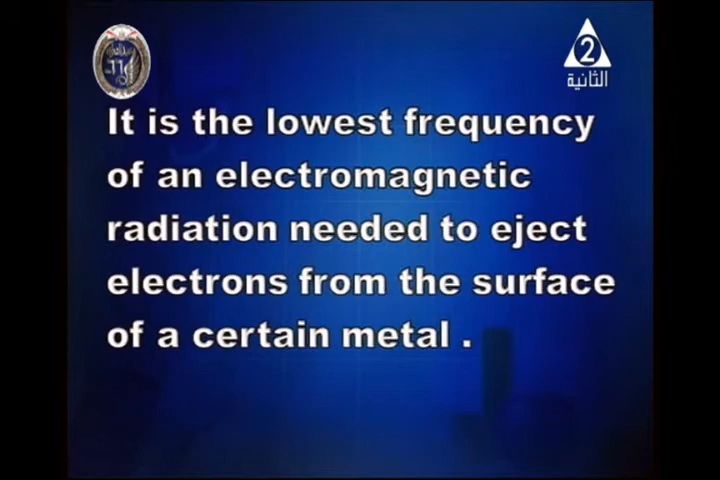 2
الثانية
It is the lowest frequency
of an electromagnetic
radiation needed to eject
electrons from the surface
of a certain metal .